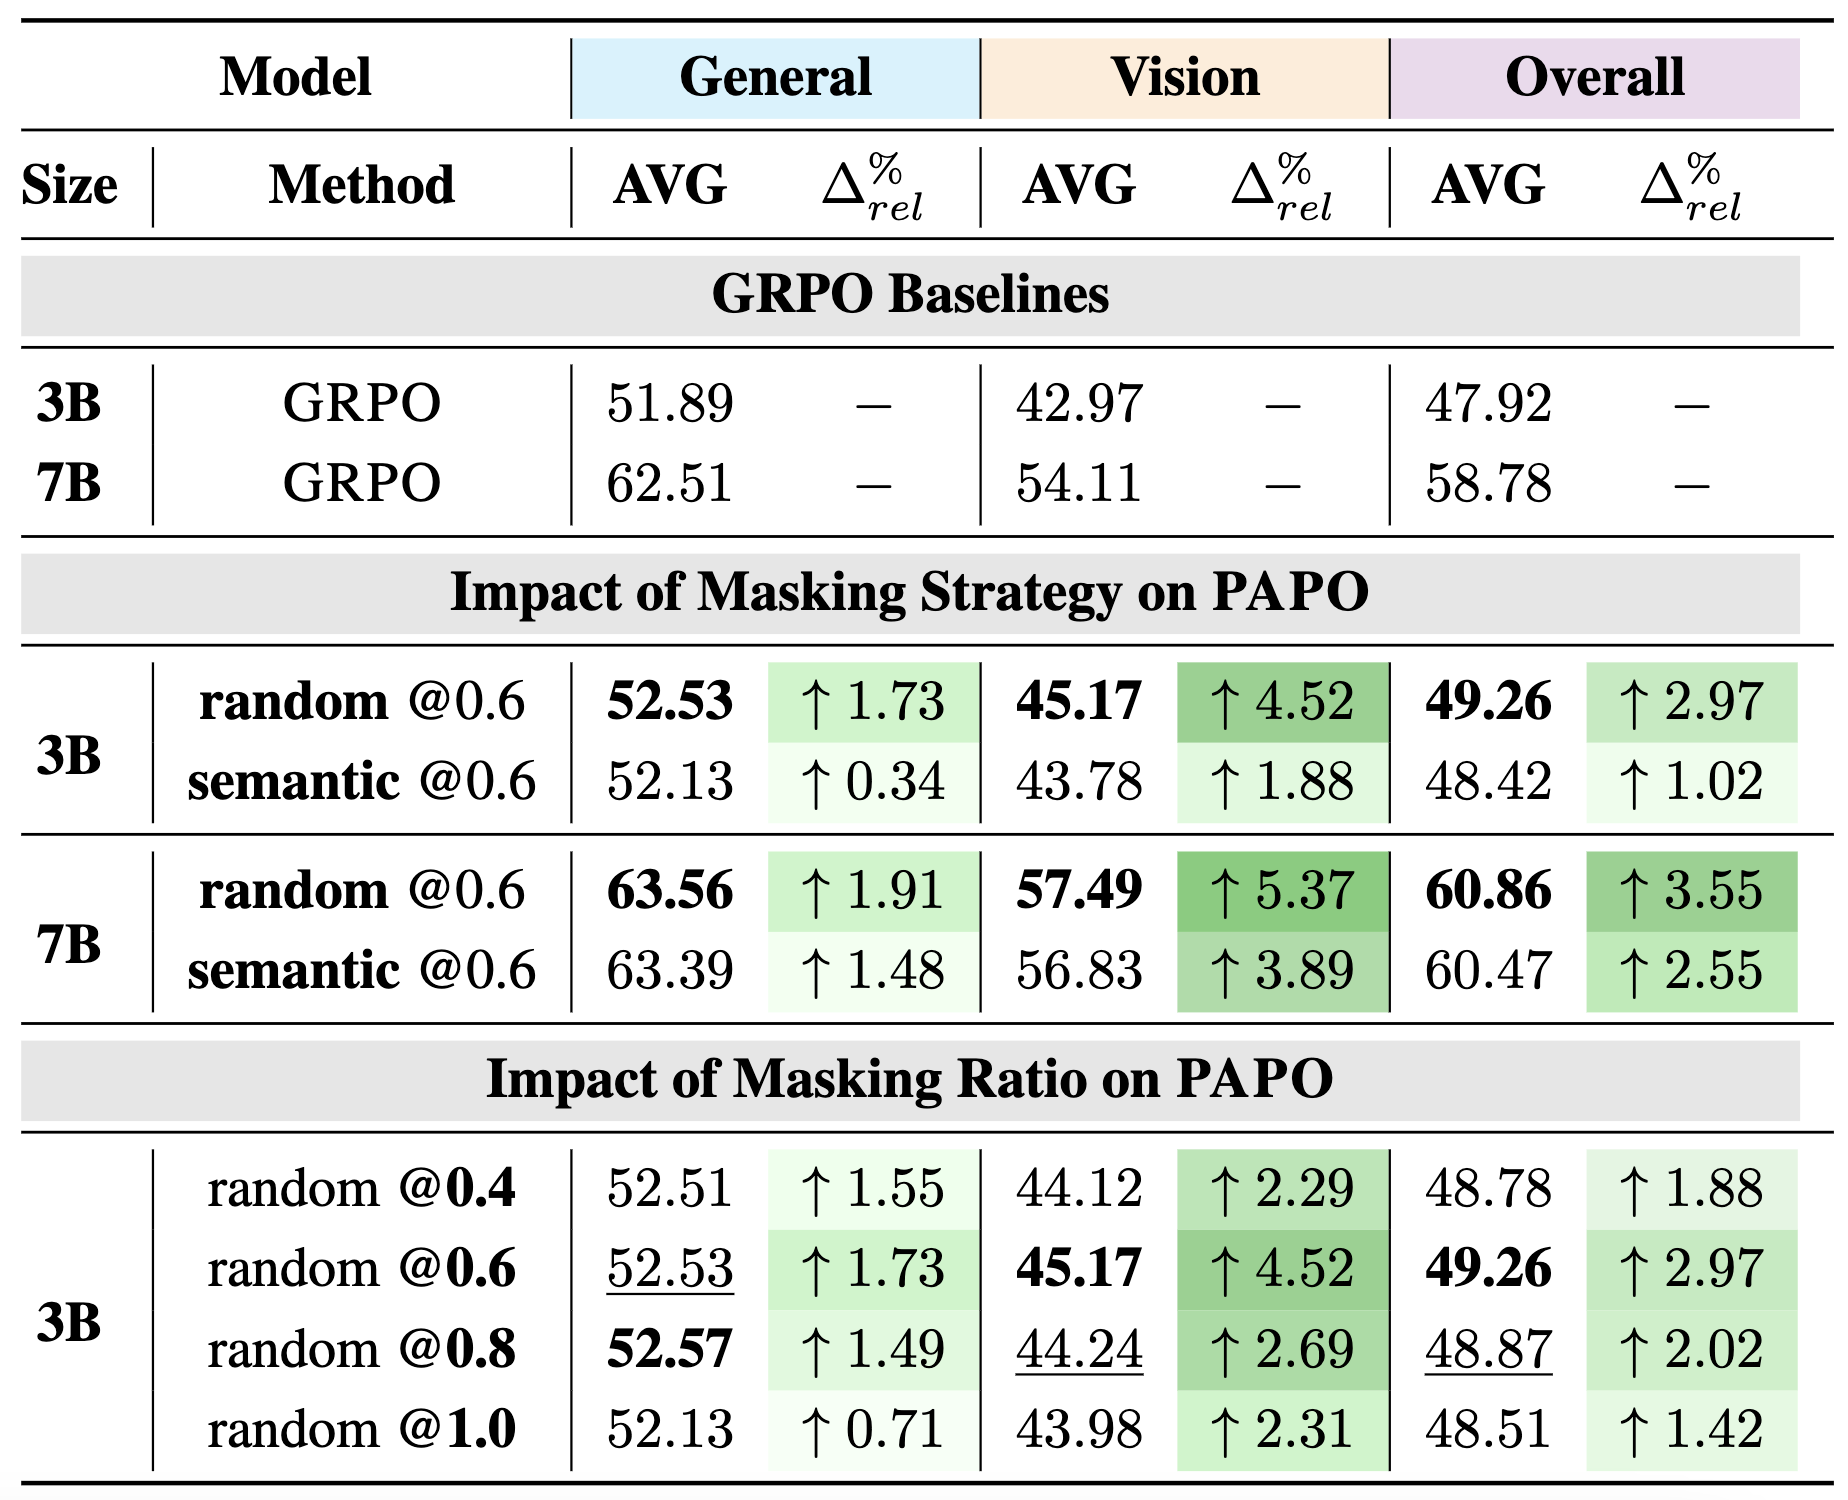 Model General Vision Overall
Size Method AVG Δ%rel AVG Δ%rel AVG Δ%rel
GRPO Baselines
3B GRPO 51.89 – 42.97 – 47.92 –
7B GRPO 62.51 – 54.11 – 58.78 –
Impact of Masking Strategy on PAPO
3B
random @0.6 52.53 ↑ 1.73 45.17 ↑ 4.52 49.26 ↑ 2.97
semantic @0.6 52.13 ↑ 0.34 43.78 ↑ 1.88 48.42 ↑ 1.02
7B
random @0.6 63.56 ↑ 1.91 57.49 ↑ 5.37 60.86 ↑ 3.55
semantic @0.6 63.39 ↑ 1.48 56.83 ↑ 3.89 60.47 ↑ 2.55
Impact of Masking Ratio on PAPO
3B
random @0.4 52.51 ↑ 1.55 44.12 ↑ 2.29 48.78 ↑ 1.88
random @0.6 52.53 ↑ 1.73 45.17 ↑ 4.52 49.26 ↑ 2.97
random @0.8 52.57 ↑ 1.49 44.24 ↑ 2.69 48.87 ↑ 2.02
random @1.0 52.13 ↑ 0.71 43.98 ↑ 2.31 48.51 ↑ 1.42